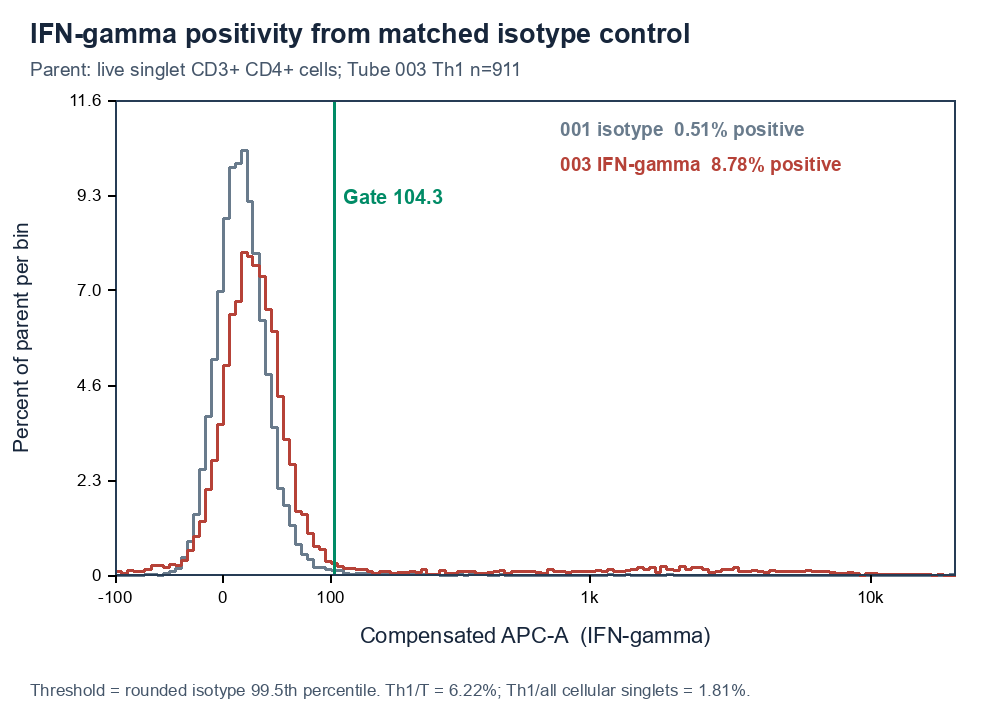 IFN-gamma positivity from matched isotype control
Parent: live singlet CD3+ CD4+ cells; Tube 003 Th1 n=911
11.6
9.3
7.0
4.6
2.3
0
Percent of parent per bin
001 isotype  0.51% positive
003 IFN-gamma  8.78% positive
Gate 104.3
-100
0
100
1k
10k
Compensated APC-A  (IFN-gamma)
Threshold = rounded isotype 99.5th percentile. Th1/T = 6.22%; Th1/all cellular singlets = 1.81%.